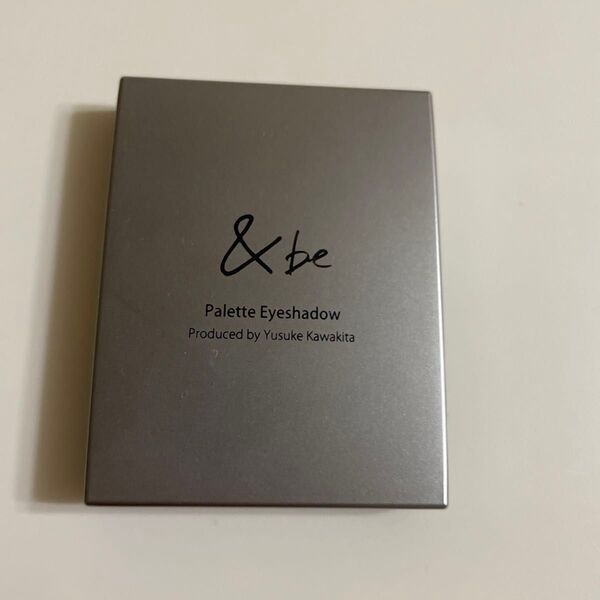 &be
Palette Eyeshadow
Produced by Yusuke Kawakita